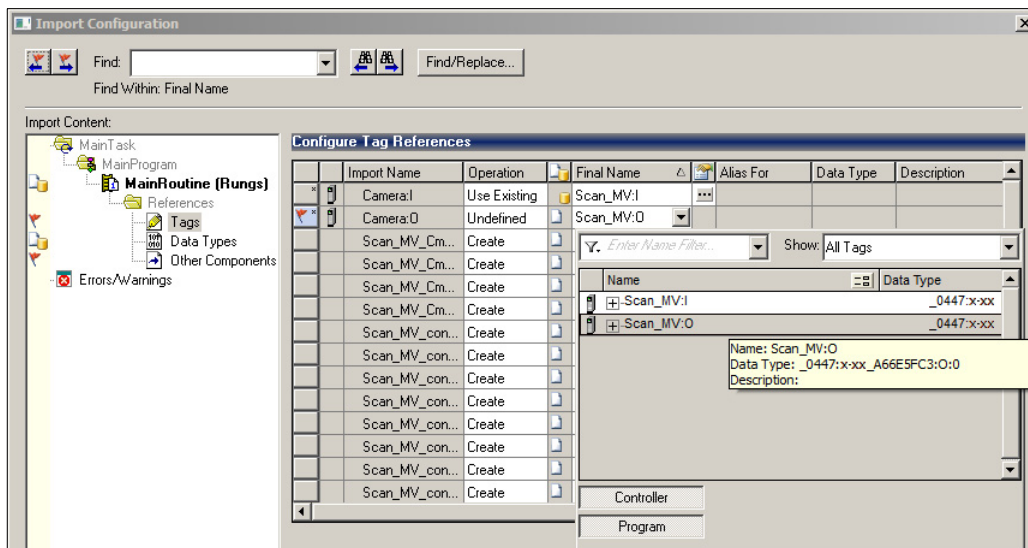 Import Configuration
Find:
Find/Replace...
Find Within: Final Name
Import Content:
MainTask
MainProgram
MainRoutine (Rungs)
References
Tags
Data Types
Other Components
Errors/Warnings
Configure Tag References
Import Name Operation Final Name Alias For Data Type Description
Camera:I Use Existing Scan_MV:I ...
Camera:O Undefined Scan_MV:O
Scan_MV_Cm... Create
Scan_MV_Cm... Create
Scan_MV_Cm... Create
Scan_MV_Cm... Create
Scan_MV_con... Create
Scan_MV_con... Create
Scan_MV_con... Create
Scan_MV_con... Create
Scan_MV_con... Create
Scan_MV_con... Create
Scan_MV_con... Create
Scan_MV_con... Create
Enter Name Filter... Show: All Tags
Name Data Type
Scan_MV:I _0447:x-xx
Scan_MV:O _0447:x-xx
Name: Scan_MV:O
Data Type: _0447:x-xx_A66E5FC3:O:0
Description:
Controller
Program